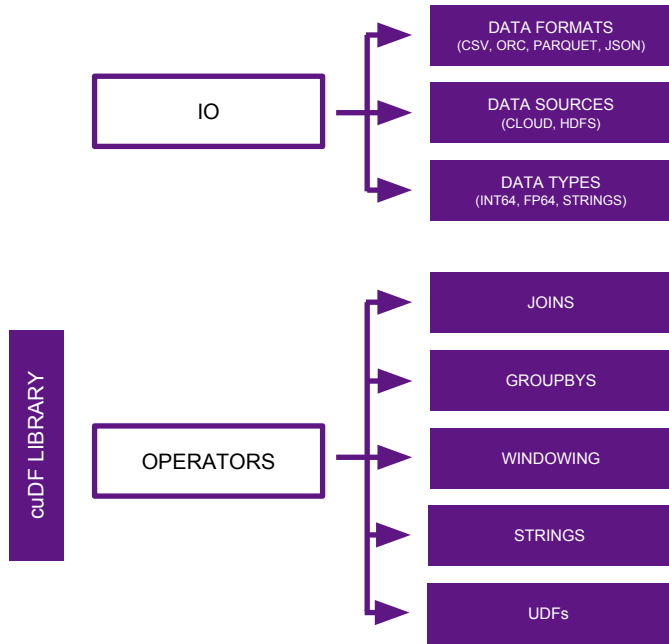 IO
DATA FORMATS
(CSV, ORC, PARQUET, JSON)
DATA SOURCES
(CLOUD, HDFS)
DATA TYPES
(INT64, FP64, STRINGS)
cuDF LIBRARY
OPERATORS
JOINS
GROUPBYS
WINDOWING
STRINGS
UDFs